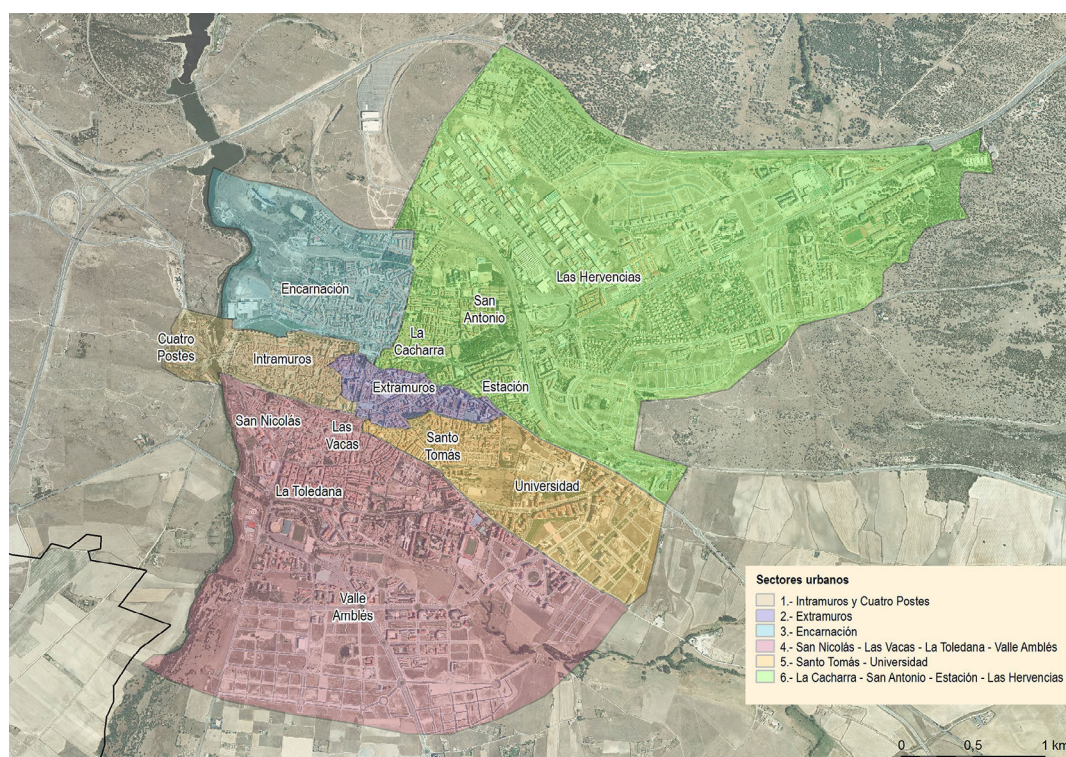 Las Hervencias
Encarnación
San
Antonio
La
Cacharra
Cuatro
Postes
Intramuros
Extramuros
Estación
San Nicolás
Las
Vacas
Santo
Tomás
Universidad
La Toledana
Valle
Amblés
Sectores urbanos
1.- Intramuros y Cuatro Postes
2.- Extramuros
3.- Encarnación
4.- San Nicolás - Las Vacas - La Toledana - Valle Amblés
5.- Santo Tomás - Universidad
6.- La Cacharra - San Antonio - Estación - Las Hervencias
0 0,5 1 km